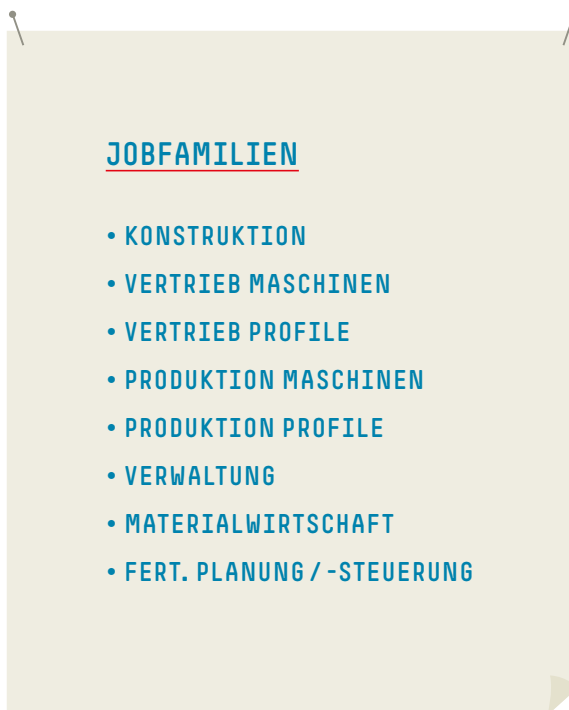 JOBFAMILIEN
• KONSTRUKTION
• VERTRIEB MASCHINEN
• VERTRIEB PROFILE
• PRODUKTION MASCHINEN
• PRODUKTION PROFILE
• VERWALTUNG
• MATERIALWIRTSCHAFT
• FERT. PLANUNG / -STEUERUNG